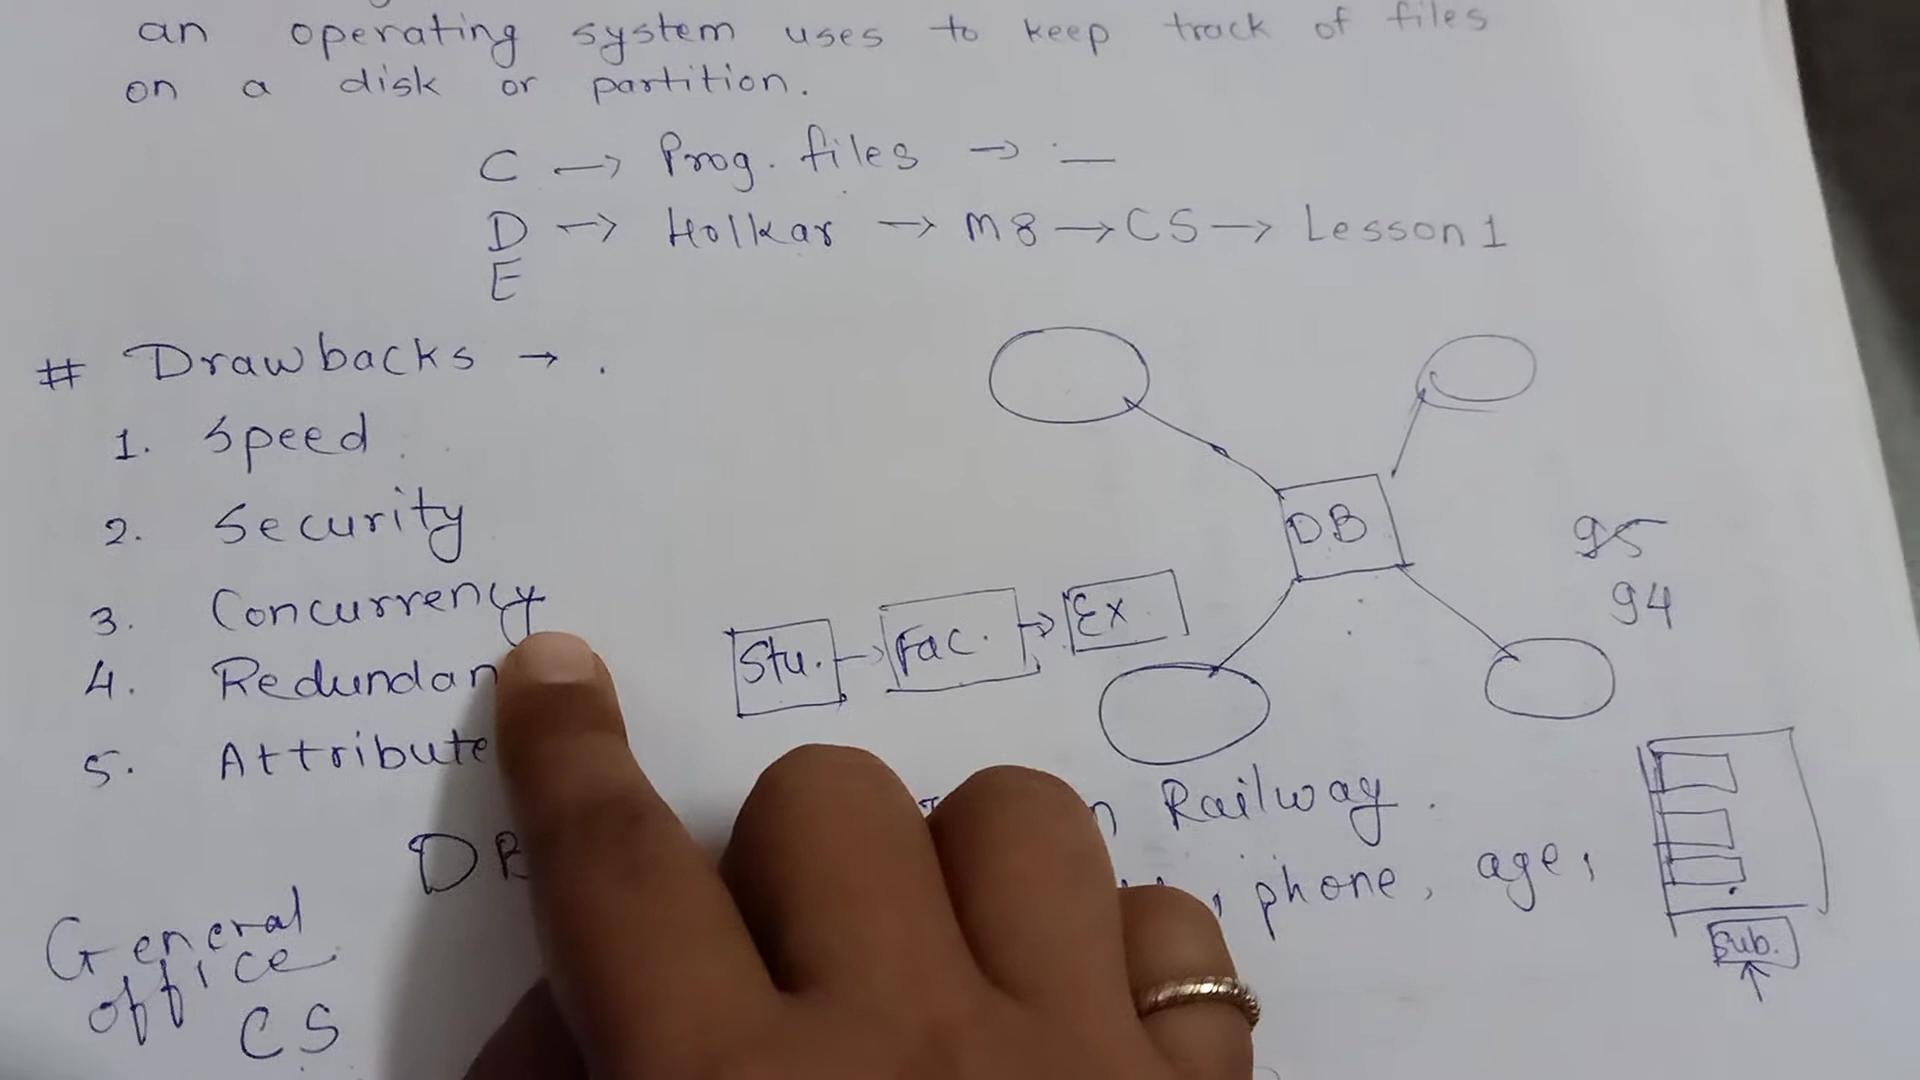 an operating system uses to keep track of files
on a disk or partition.
C → Prog. files → —
D → Holkar → M8 → CS → Lesson 1
E
# Drawbacks →
1. Speed
2. Security
3. Concurrency
4. Redundan
5. Attribute
DB
95
94
Stu. → Fac. → Ex.
Railway.
phone, age,
Sub.
General
office
CS